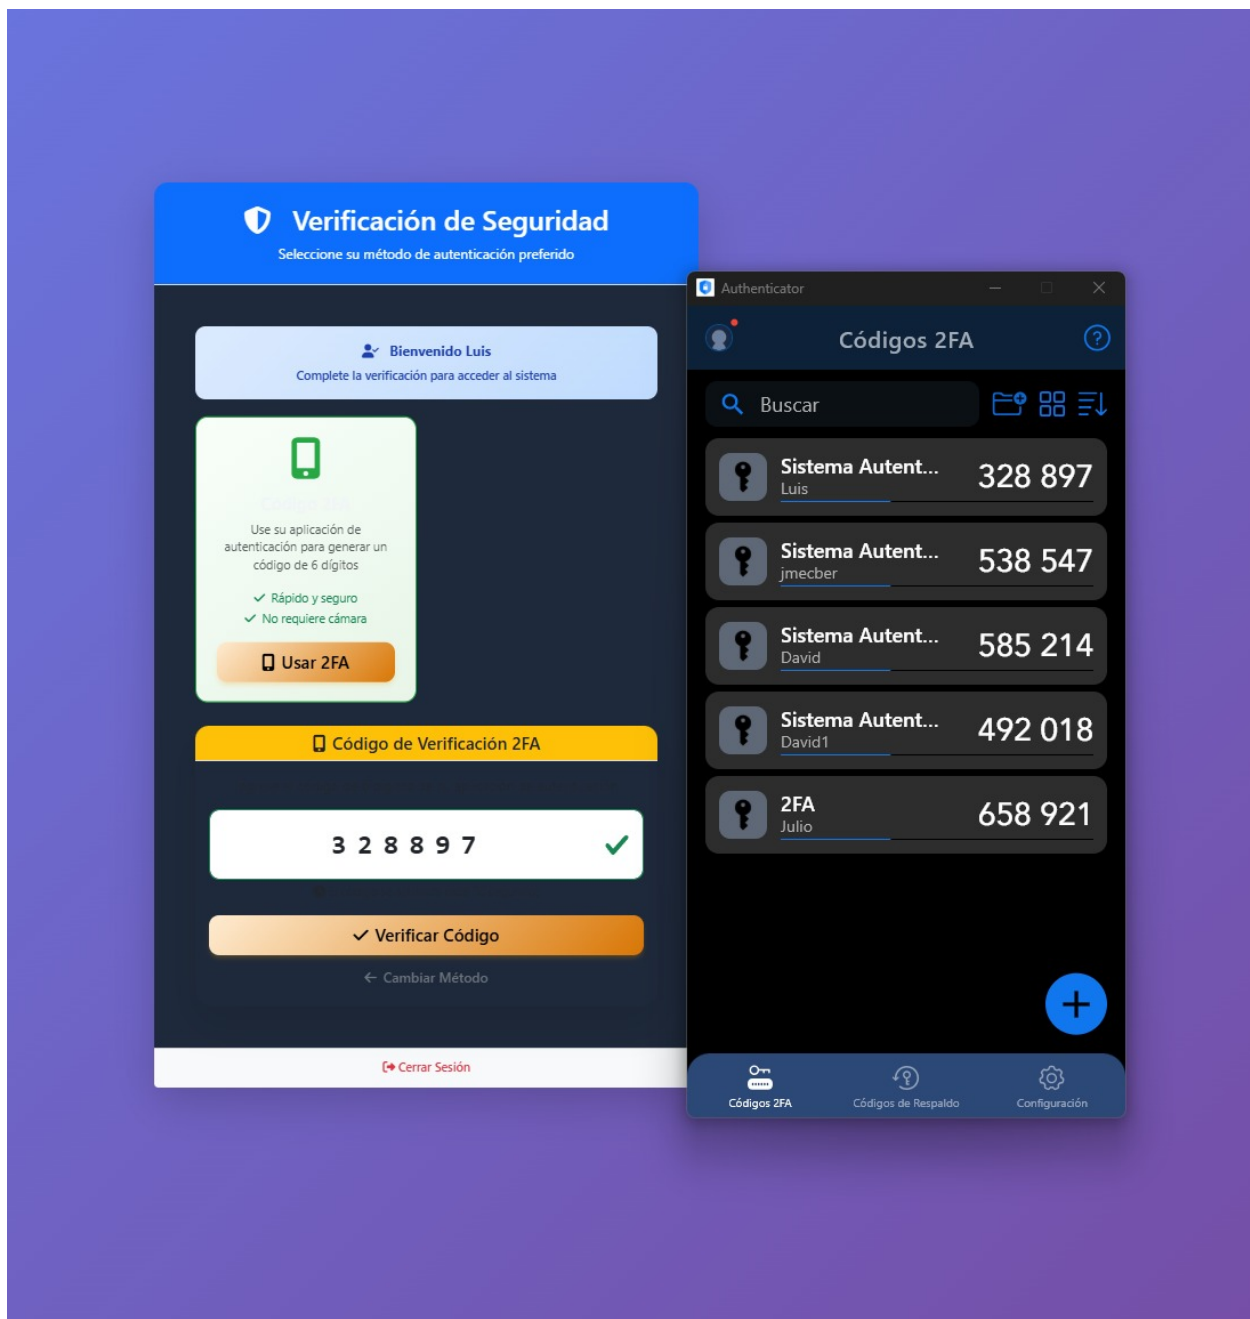 Verificación de Seguridad
Seleccione su método de autenticación preferido
Bienvenido Luis
Complete la verificación para acceder al sistema
Código 2FA
Use su aplicación de
autenticación para generar un
código de 6 dígitos
Rápido y seguro
No requiere cámara
Usar 2FA
Código de Verificación 2FA
3 2 8 8 9 7
Verificar Código
Cambiar Método
Cerrar Sesión
Authenticator
Códigos 2FA
Buscar
Sistema Autent...
Luis
328 897
Sistema Autent...
jmecber
538 547
Sistema Autent...
David
585 214
Sistema Autent...
David1
492 018
2FA
Julio
658 921
Códigos 2FA
Códigos de Respaldo
Configuración